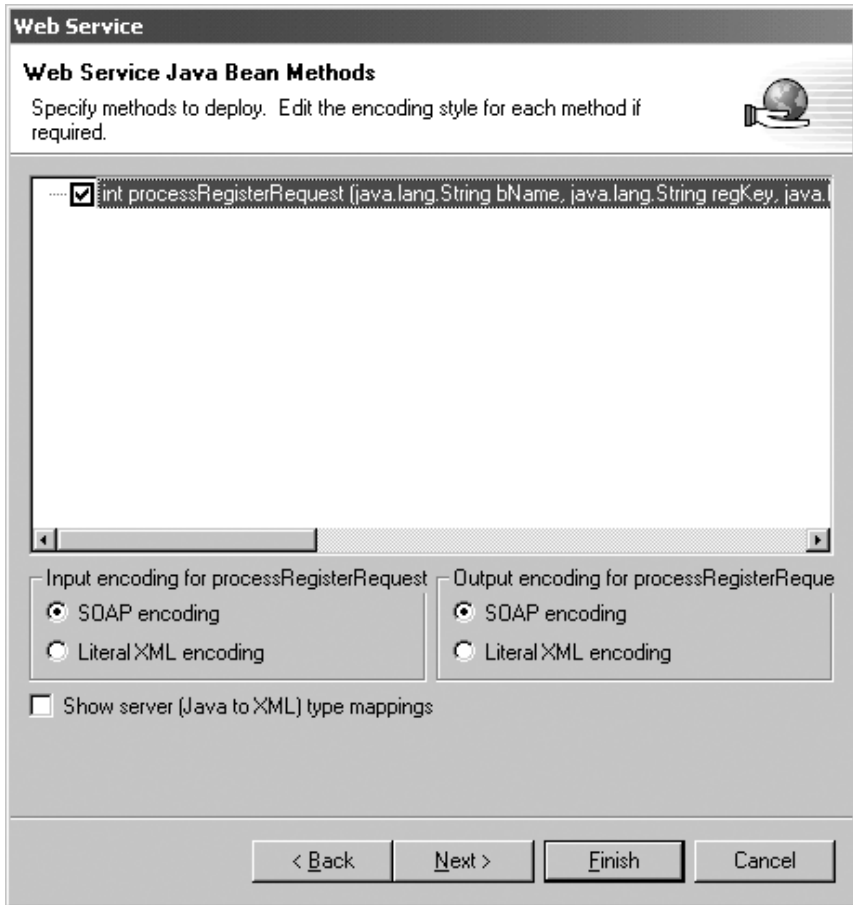 Web Service
Web Service Java Bean Methods
Specify methods to deploy. Edit the encoding style for each method if
required.
int processRegisterRequest (java.lang.String bName, java.lang.String regKey, java.l
Input encoding for processRegisterRequest
SOAP encoding
Literal XML encoding
Output encoding for processRegisterReque
SOAP encoding
Literal XML encoding
Show server (Java to XML) type mappings
< Back
Next >
Finish
Cancel